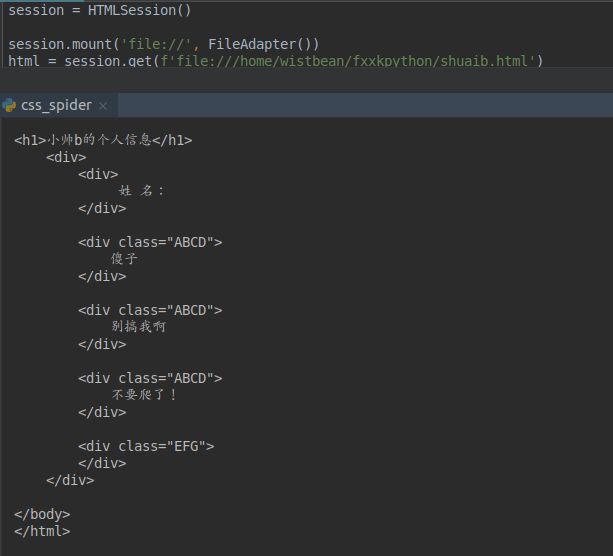 session = HTMLSession()
session.mount('file://', FileAdapter())
html = session.get(f'file:///home/wistbean/fxxkpython/shuaib.html')
css_spider ×
<h1>小帅b的个人信息</h1>
<div>
<div>
姓 名：
</div>
<div class="ABCD">
傻子
</div>
<div class="ABCD">
别搞我啊
</div>
<div class="ABCD">
不要爬了！
</div>
<div class="EFG">
</div>
</div>
</body>
</html>